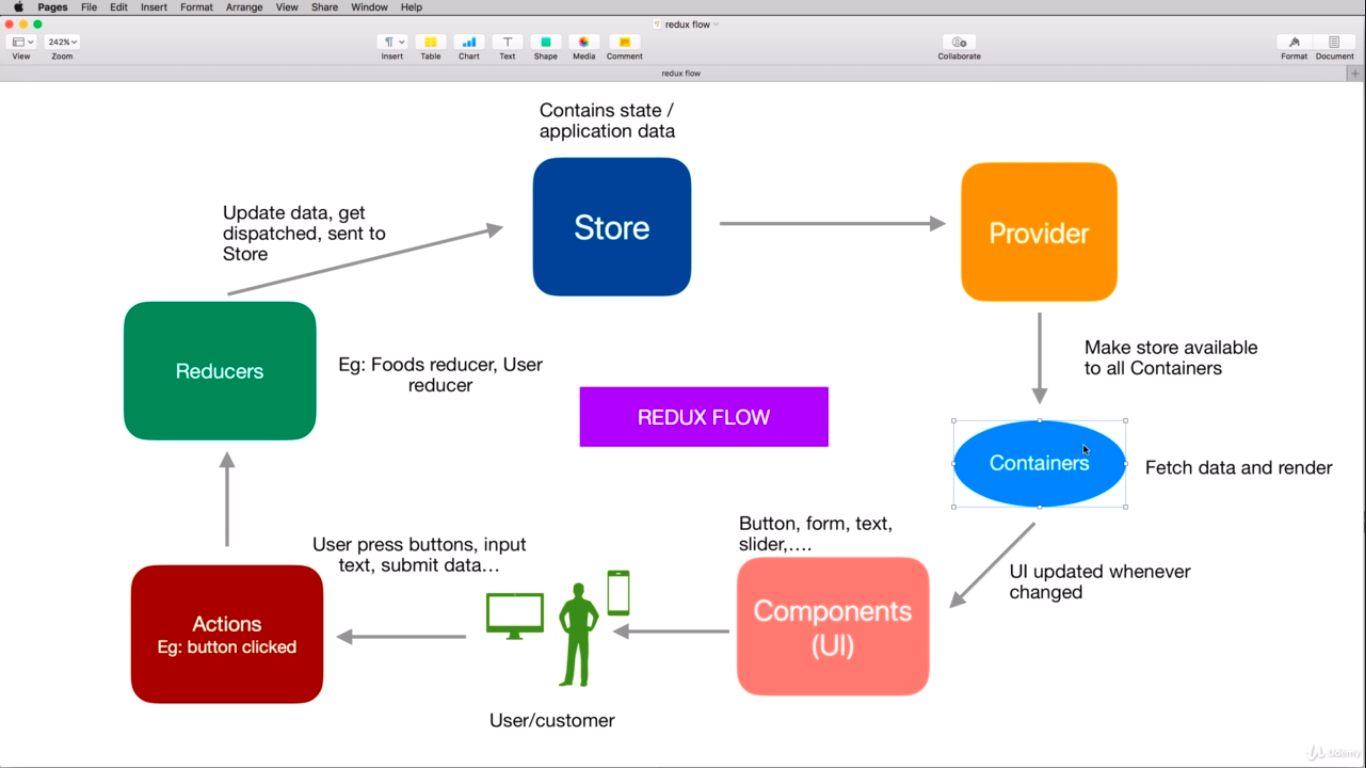 Pages File Edit Insert Format Arrange View Share Window Help
redux flow
242%
View Zoom Insert Table Chart Text Shape Media Comment Collaborate Format Document
redux flow
Contains state /
application data
Store
Provider
Update data, get
dispatched, sent to
Store
Reducers
Eg: Foods reducer, User
reducer
Make store available
to all Containers
REDUX FLOW
Containers
Fetch data and render
Button, form, text,
slider,....
User press buttons, input
text, submit data...
UI updated whenever
changed
Components
(UI)
Actions
Eg: button clicked
User/customer
Udemy